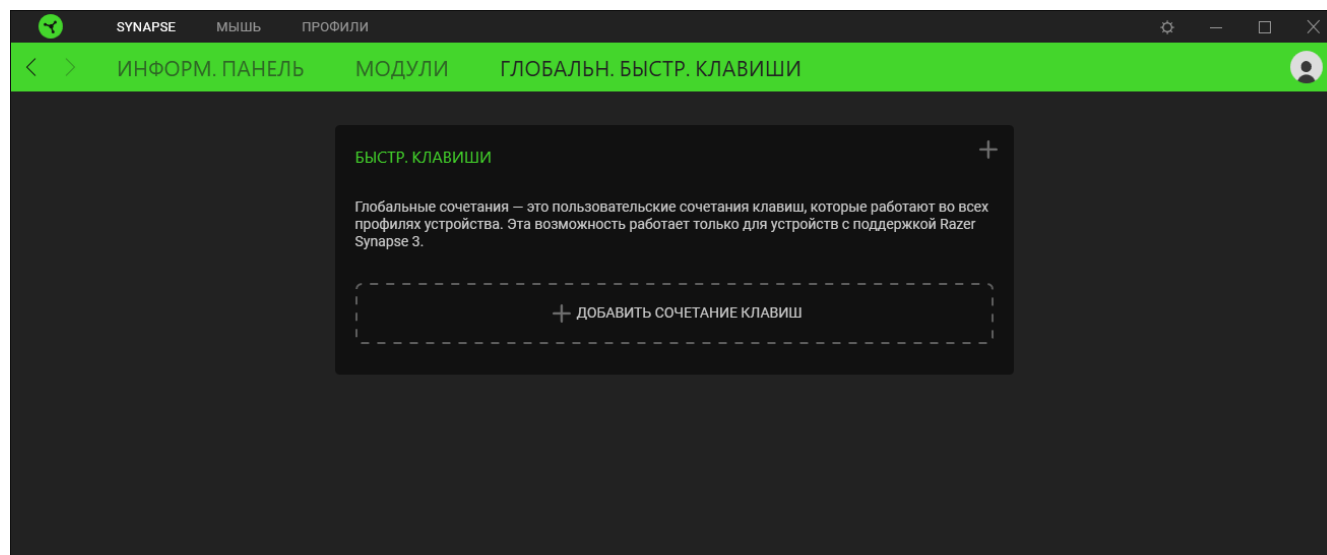 SYNAPSE МЫШЬ ПРОФИЛИ
ИНФОРМ. ПАНЕЛЬ МОДУЛИ ГЛОБАЛЬН. БЫСТР. КЛАВИШИ
БЫСТР. КЛАВИШИ
Глобальные сочетания — это пользовательские сочетания клавиш, которые работают во всех
профилях устройства. Эта возможность работает только для устройств с поддержкой Razer
Synapse 3.
ДОБАВИТЬ СОЧЕТАНИЕ КЛАВИШ